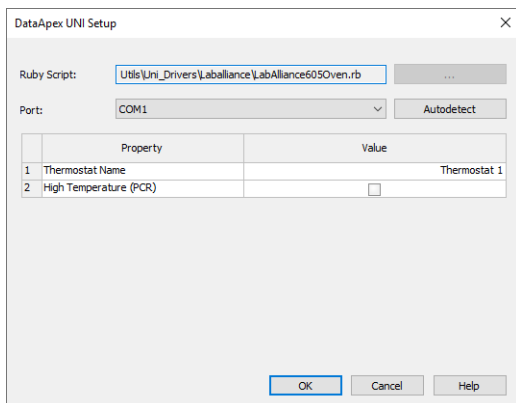 DataApex UNI Setup
Ruby Script: Utils\Uni_Drivers\Laballiance\LabAlliance605Oven.rb ...
Port: COM1 Autodetect
Property Value
1 Thermostat Name Thermostat 1
2 High Temperature (PCR)
OK Cancel Help